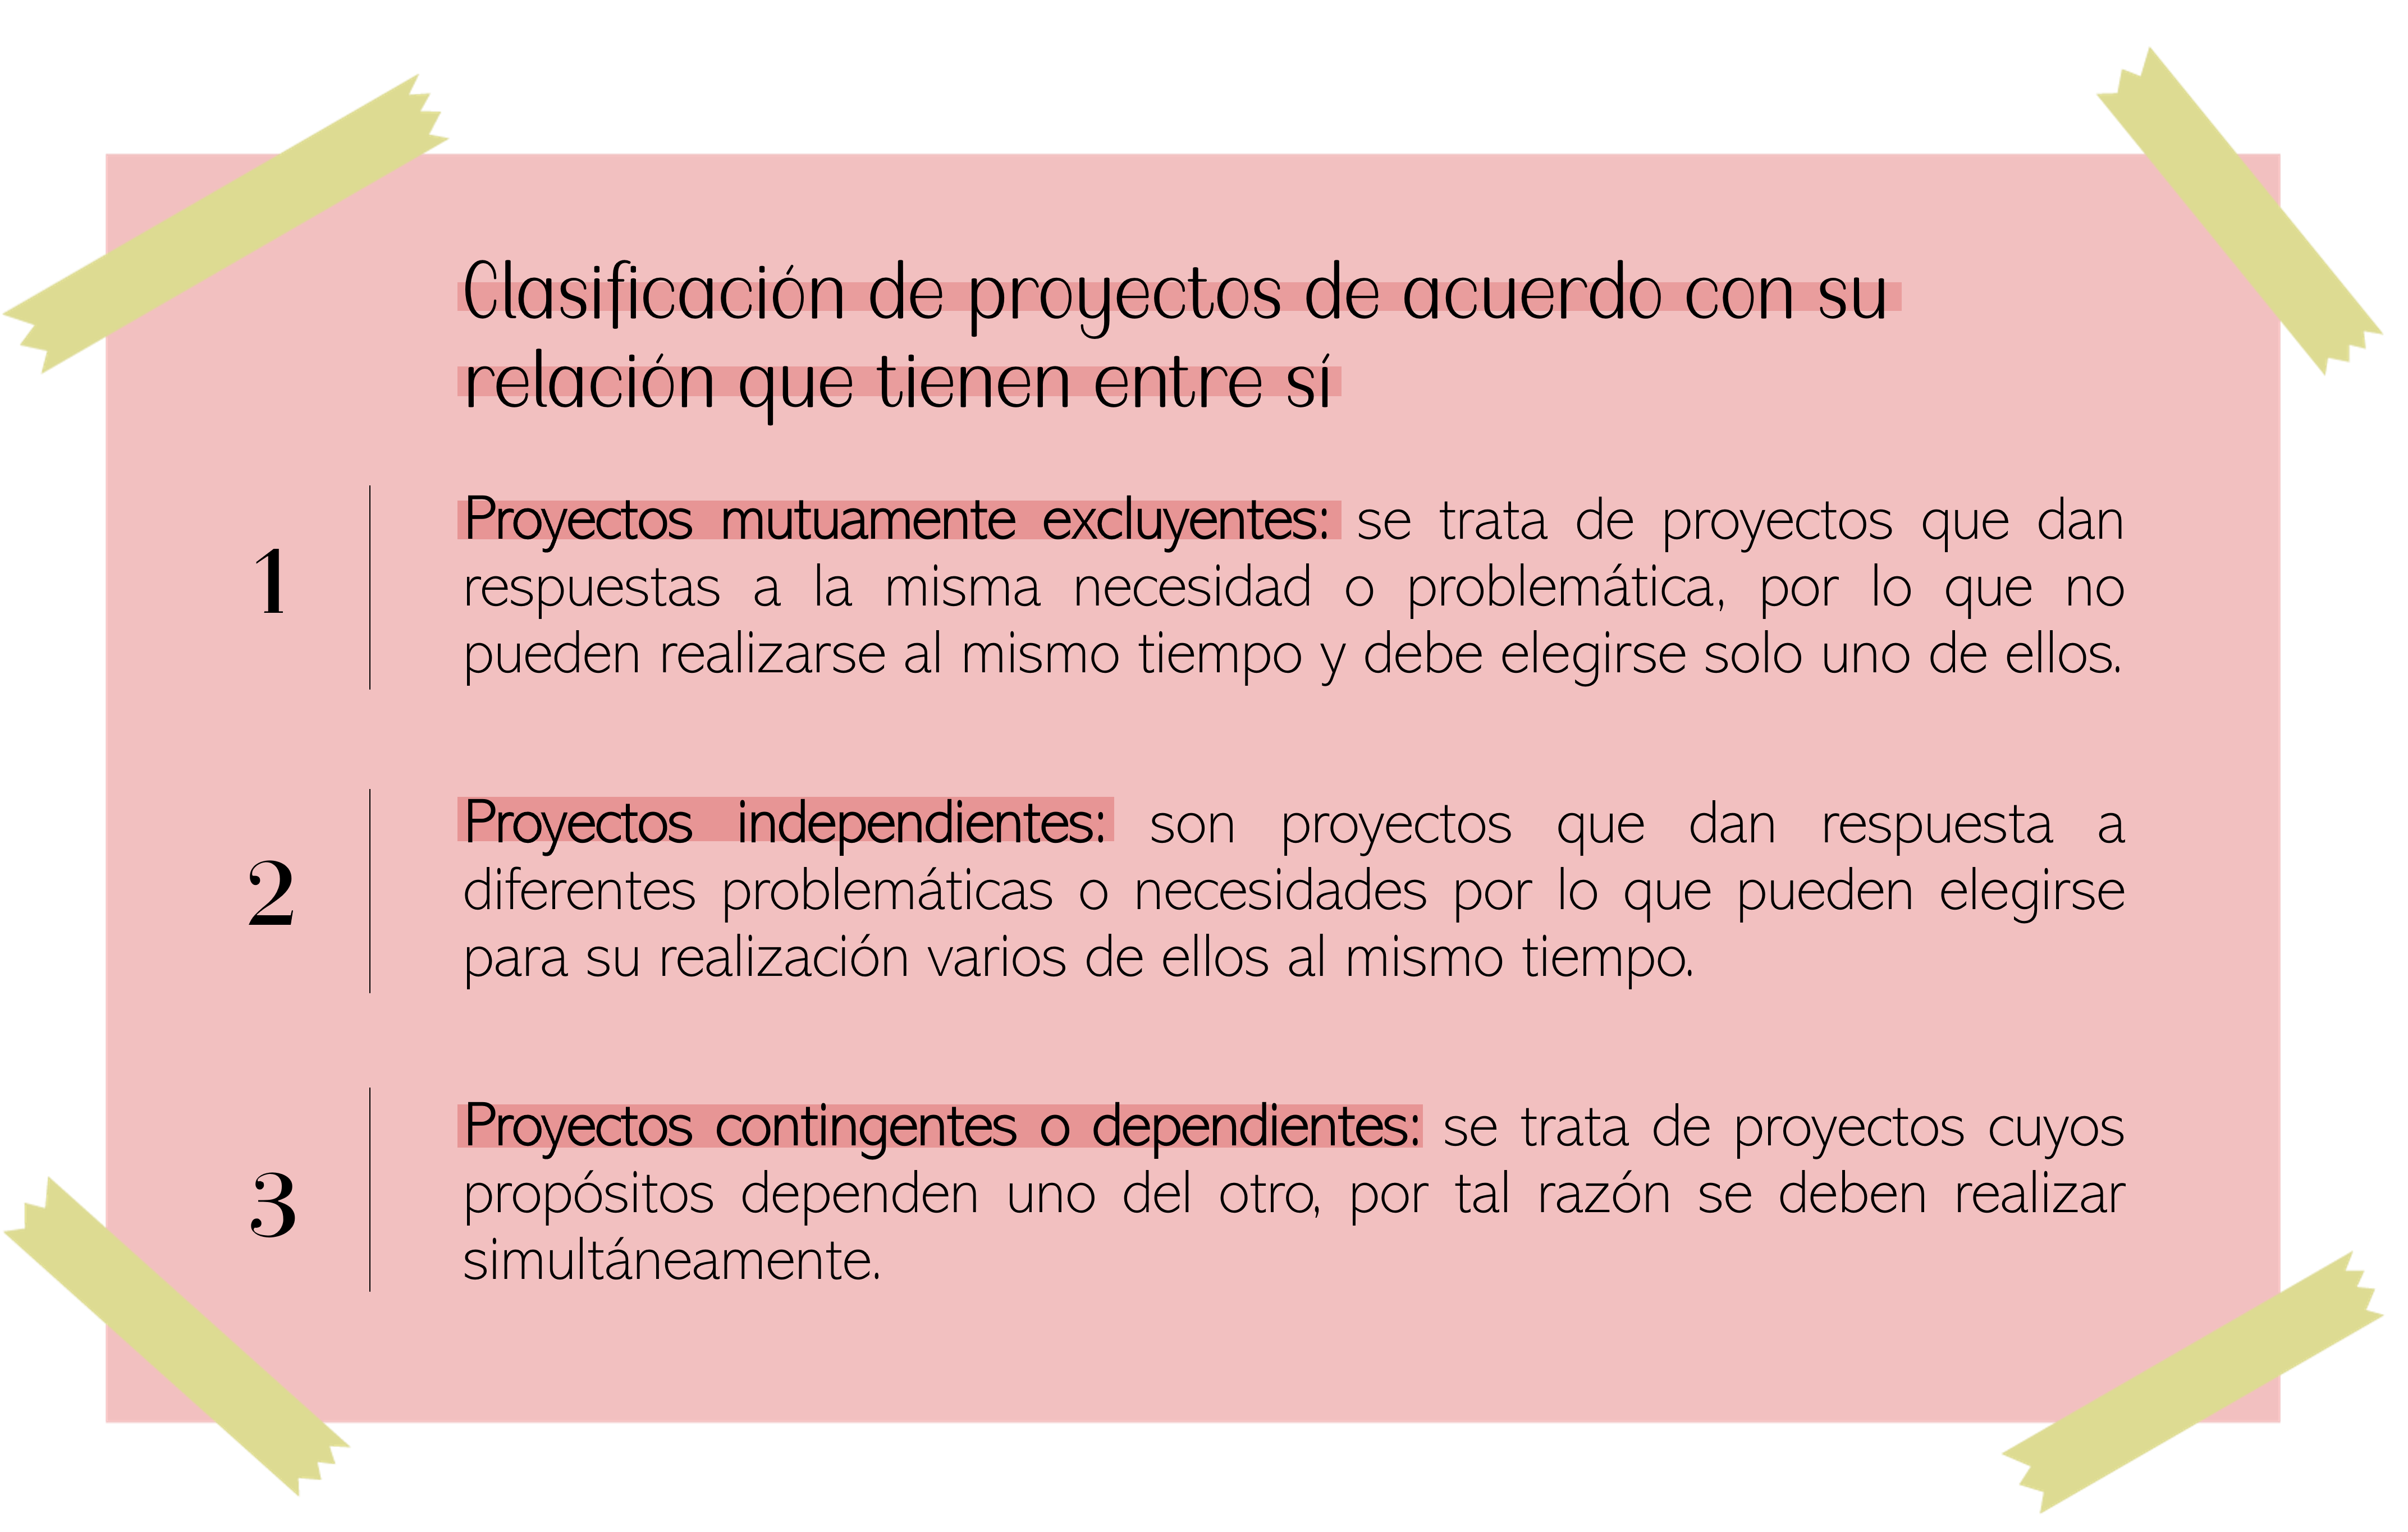 Clasificación de proyectos de acuerdo con su
relación que tienen entre sí
1
Proyectos mutuamente excluyentes: se trata de proyectos que dan
respuestas a la misma necesidad o problemática, por lo que no
pueden realizarse al mismo tiempo y debe elegirse solo uno de ellos.
2
Proyectos independientes: son proyectos que dan respuesta a
diferentes problemáticas o necesidades por lo que pueden elegirse
para su realización varios de ellos al mismo tiempo.
3
Proyectos contingentes o dependientes: se trata de proyectos cuyos
propósitos dependen uno del otro, por tal razón se deben realizar
simultáneamente.